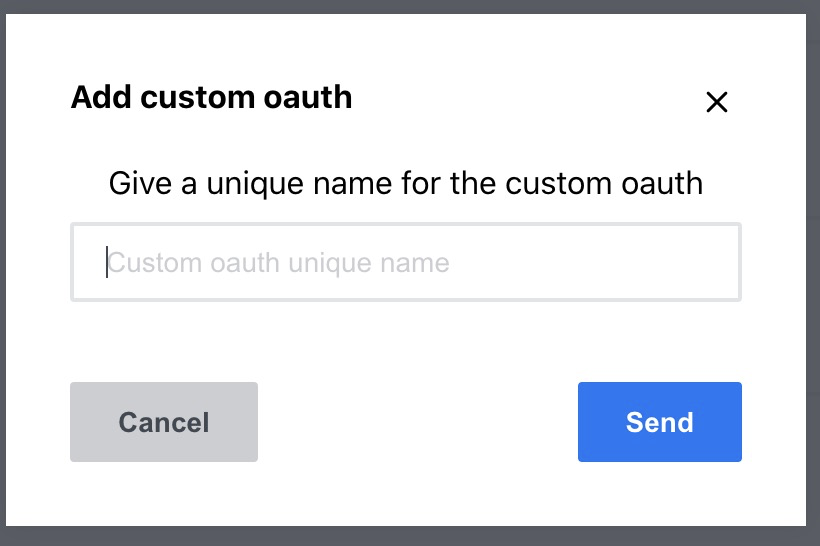 Add custom oauth
Give a unique name for the custom oauth
Custom oauth unique name
Cancel
Send